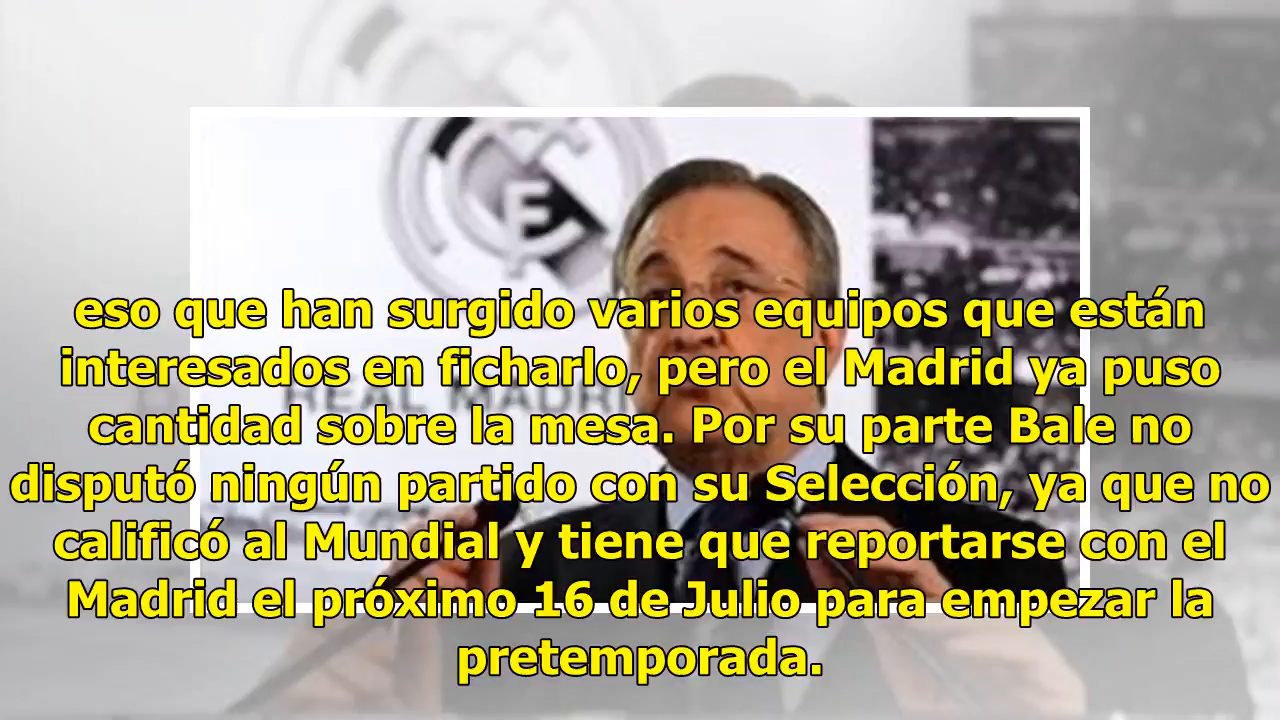 eso que han surgido varios equipos que están
interesados en ficharlo, pero el Madrid ya puso
REAL MADRI
cantidad sobre la mesa. Por su parte Bale no
disputó ningún partido con su Selección, ya que no
calificó al Mundial y tiene que reportarse con el
Madrid el próximo 16 de Julio para empezar la
pretemporada.